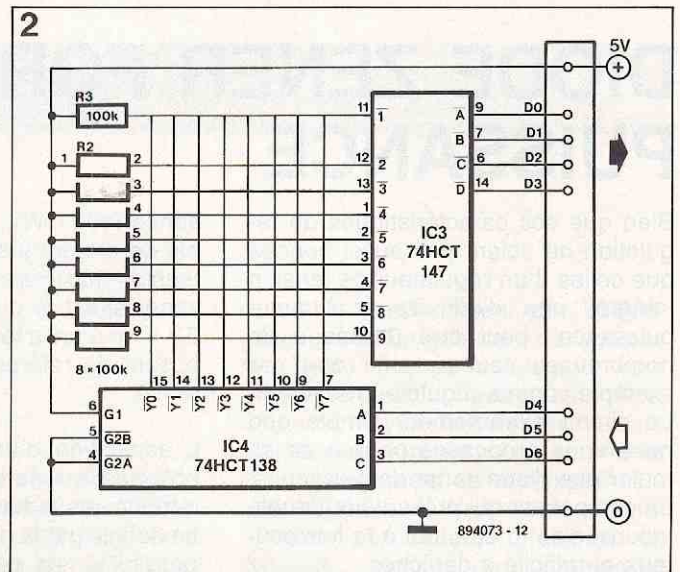 2
5V
+
R3
100k
11 1 A 9 D0
B 7 D1
R2
1 2 12 2 C 6 D2
3 13 3 D 14 D3
4 1 4
5 2 5
IC3
74HCT
147
6 3 6
7 4 7
8 5 8
9 10 9
8×100k
15 14 13 12 11 10 9 7
Y0 Y1 Y2 Y3 Y4 Y5 Y6 Y7
6 G1 A 1 D4
5 G2B B 2
4 G2A C 3 D6
IC4
74HCT138
0
894073 - 12